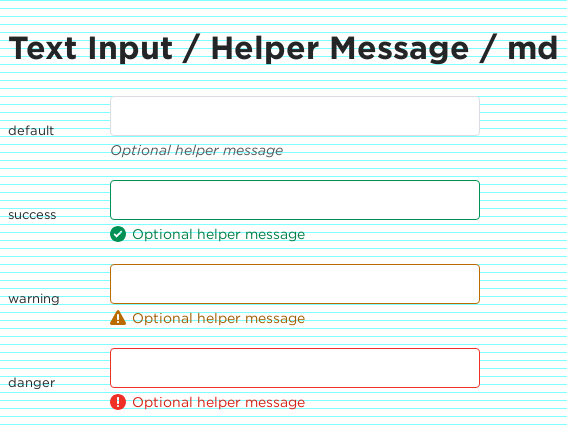 Text Input / Helper Message / md
default
Optional helper message
success
Optional helper message
warning
Optional helper message
danger
Optional helper message